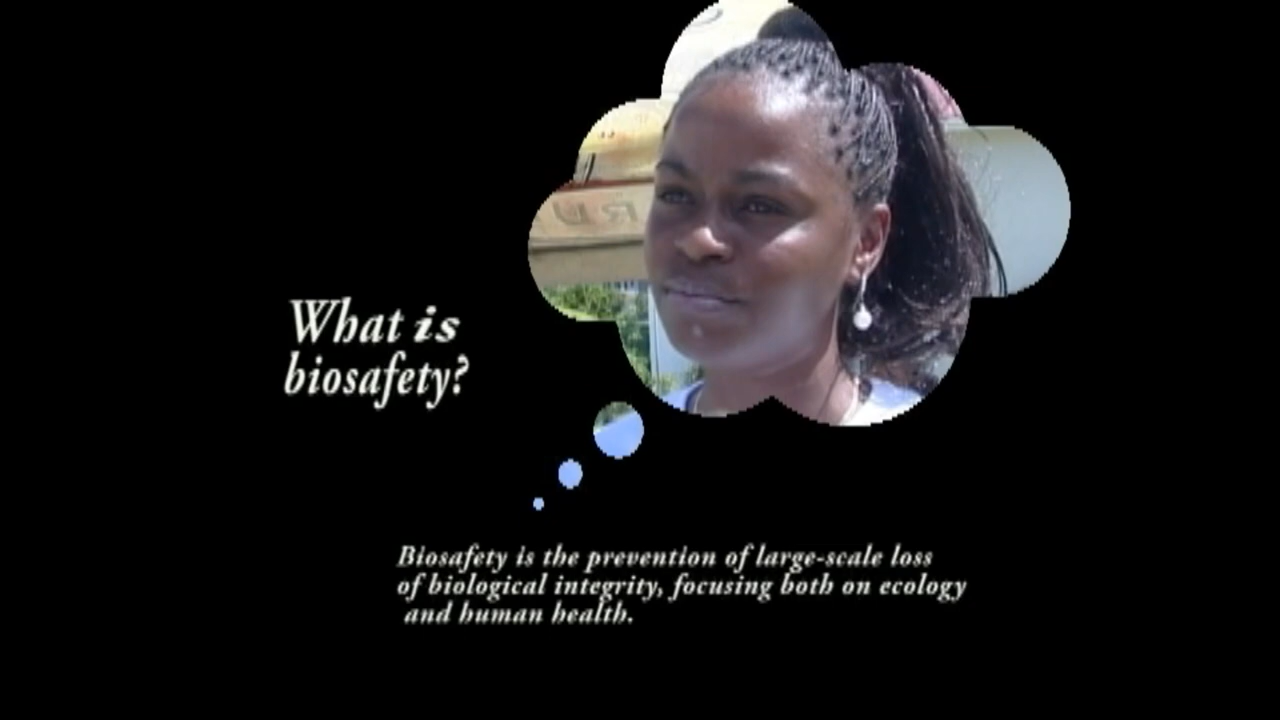 What is
biosafety?
Biosafety is the prevention of large-scale loss
of biological integrity, focusing both on ecology
and human health.